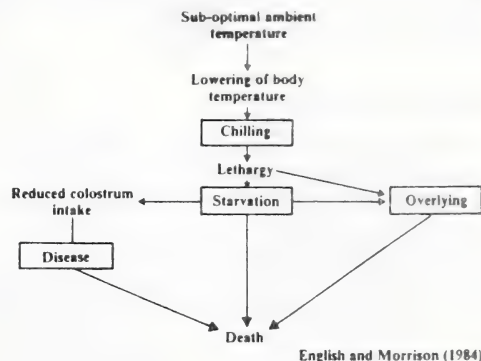 Sub-optimal ambient
temperature
Lowering of body
temperature
Chilling
Lethargy
Reduced colostrum
intake
Starvation
Overlying
Disease
Death
English and Morrison (1984)